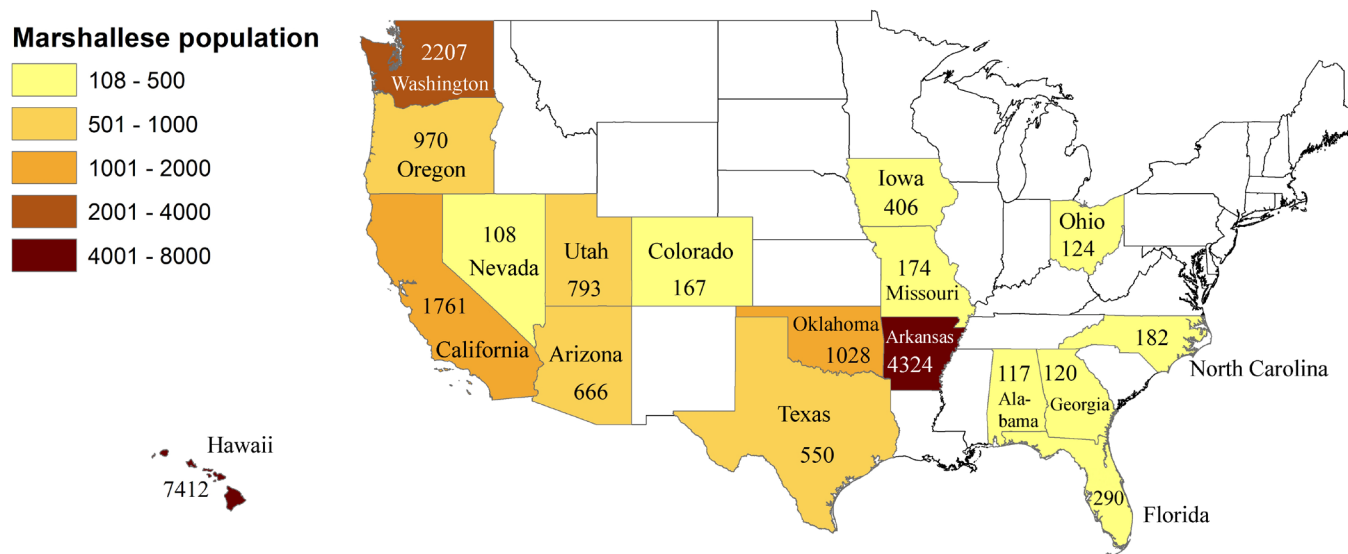 Marshallese population
108 - 500
501 - 1000
1001 - 2000
2001 - 4000
4001 - 8000
2207
Washington
970
Oregon
108
Nevada
Utah
793
Colorado
167
1761
California
Arizona
666
Iowa
406
174
Missouri
Ohio
124
Oklahoma
1028
Arkansas
4324
Texas
550
117
Ala-
bama
120
Georgia
182
North Carolina
290
Florida
Hawaii
7412